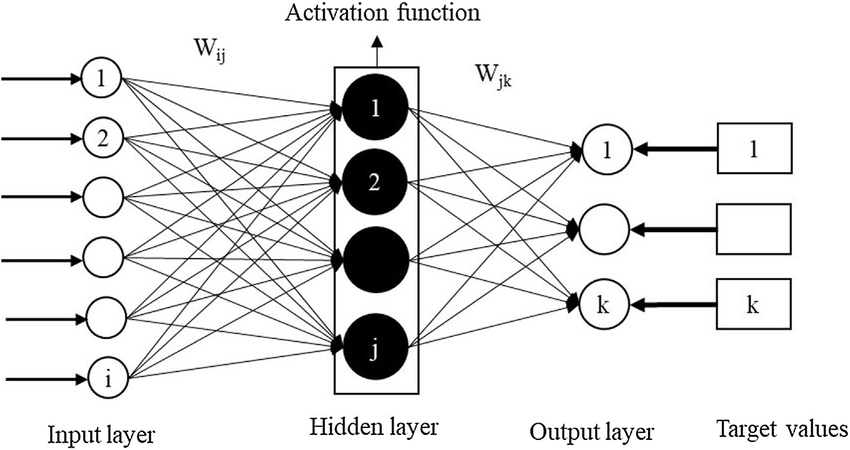 Activation function
Wij
Wjk
1
2
i
1
2
j
1
k
1
k
Input layer
Hidden layer
Output layer
Target values